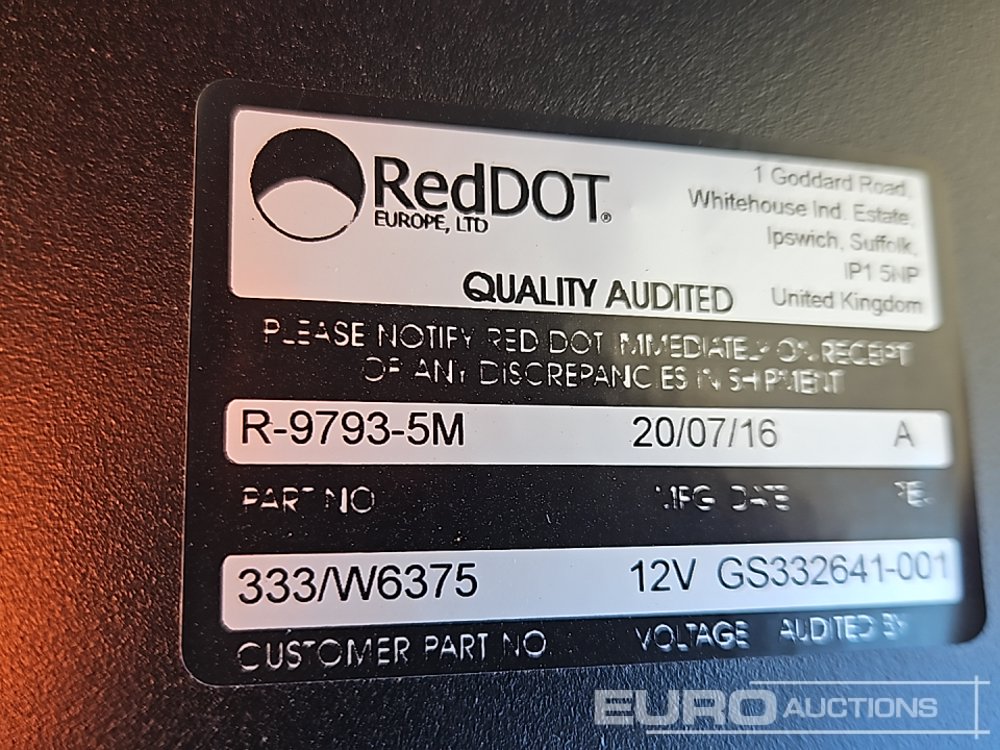 RedDOT®
EUROPE, LTD
1 Goddard Road,
Whitehouse Ind. Estate,
Ipswich, Suffolk,
IP1 5NP
United Kingdom
QUALITY AUDITED
PLEASE NOTIFY RED DOT IMMEDIATELY ON RECEIPT
OF ANY DISCREPANCIES IN SHIPMENT
R-9793-5M 20/07/16 A
PART NO MFG DATE REV
333/W6375 12V GS332641-001
CUSTOMER PART NO VOLTAGE AUDITED BY
EURO AUCTIONS